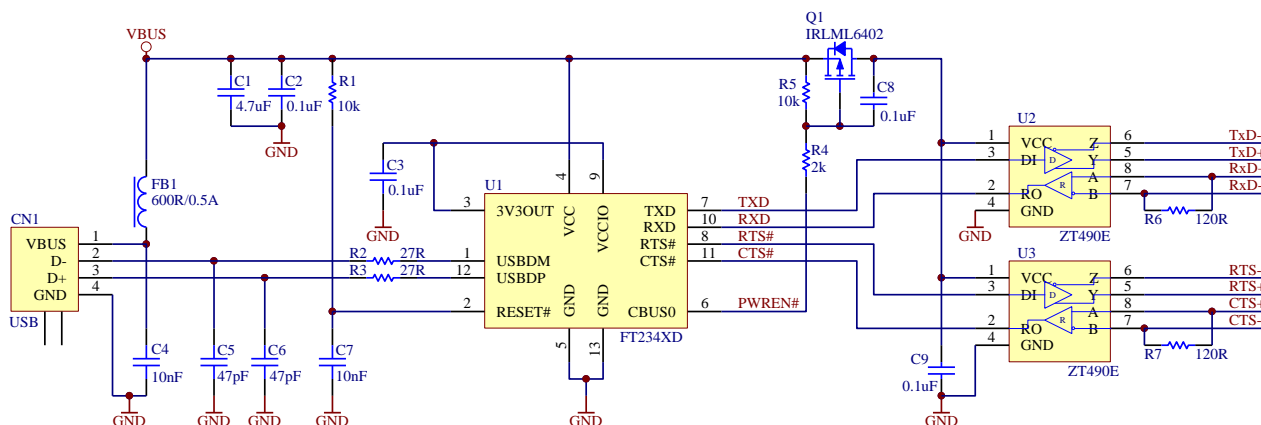 VBUS
Q1
IRLML6402
C1
4.7uF
C2
0.1uF
R1
10k
R5
10k
C8
0.1uF
GND
R4
2k
C3
0.1uF
GND
U1
4
9
3
3V3OUT
VCC
VCCIO
TXD
7
TXD
RXD
10
RXD
RTS#
8
RTS#
CTS#
11
CTS#
1
USBDM
12
USBDP
2
RESET#
GND
GND
CBUS0
6
PWREN#
5
13
FT234XD
GND
FB1
600R/0.5A
CN1
VBUS
1
D-
2
D+
3
GND
4
USB
R2
27R
R3
27R
C4
10nF
C5
47pF
C6
47pF
C7
10nF
GND
GND
GND
GND
U2
1
VCC
Z
6
TxD-
3
DI
D
Y
5
TxD+
A
8
RxD-
2
RO
R
B
7
RxD-
4
GND
GND
R6
120R
ZT490E
U3
1
VCC
Z
6
RTS-
3
DI
D
Y
5
RTS+
A
8
CTS+
2
RO
R
B
7
CTS-
4
GND
R7
120R
ZT490E
C9
0.1uF
GND